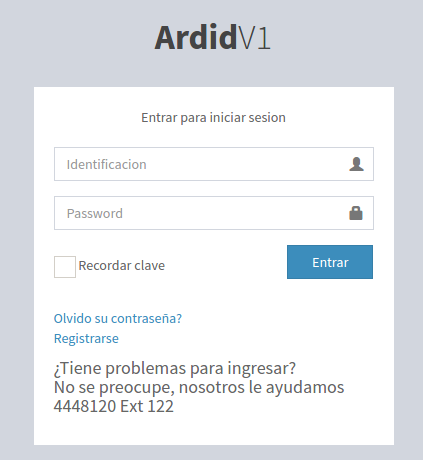 ArdidV1
Entrar para iniciar sesion
Identificacion
Password
Recordar clave
Entrar
Olvido su contraseña?
Registrarse
¿Tiene problemas para ingresar?
No se preocupe, nosotros le ayudamos
4448120 Ext 122